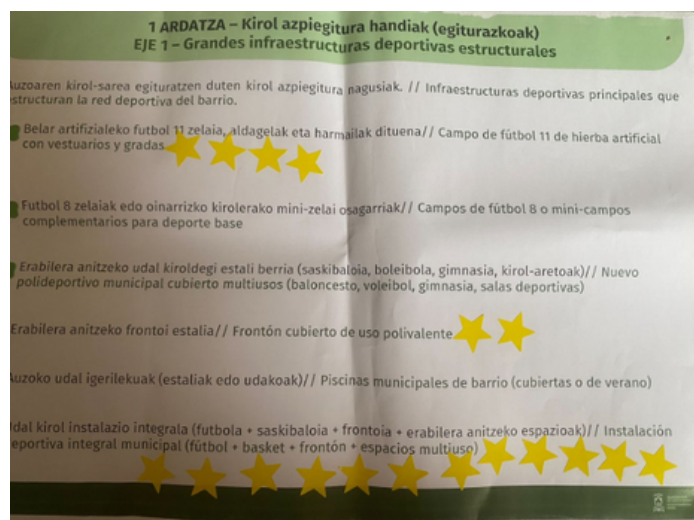 1 ARDATZA – Kirol azpiegitura handiak (egiturazkoak)
EJE 1 – Grandes infraestructuras deportivas estructurales
uzoaren kirol-sarea egituratzen duten kirol azpiegitura nagusiak. // Infraestructuras deportivas principales que
structuran la red deportiva del barrio.
Belar artifizialeko futbol 11 zelaia, aldagelak eta harmailak dituena// Campo de fútbol 11 de hierba artificial
con vestuarios y gradas
Futbol 8 zelaiak edo oinarrizko kirolerako mini-zelai osagarriak// Campos de fútbol 8 o mini-campos
complementarios para deporte base
Erabilera anitzeko udal kiroldegi estali berria (saskibaloia, boleibola, gimnasia, kirol-aretoak)// Nuevo
polideportivo municipal cubierto multiusos (baloncesto, voleibol, gimnasia, salas deportivas)
Erabilera anitzeko frontoi estalia// Frontón cubierto de uso polivalente
uzoko udal igerilekuak (estaliak edo udakoak)// Piscinas municipales de barrio (cubiertas o de verano)
dal kirol instalazio integrala (futbola + saskibaloia + frontoia + erabilera anitzeko espazioak)// Instalación
eportiva integral municipal (fútbol + basket + frontón + espacios multiuso)